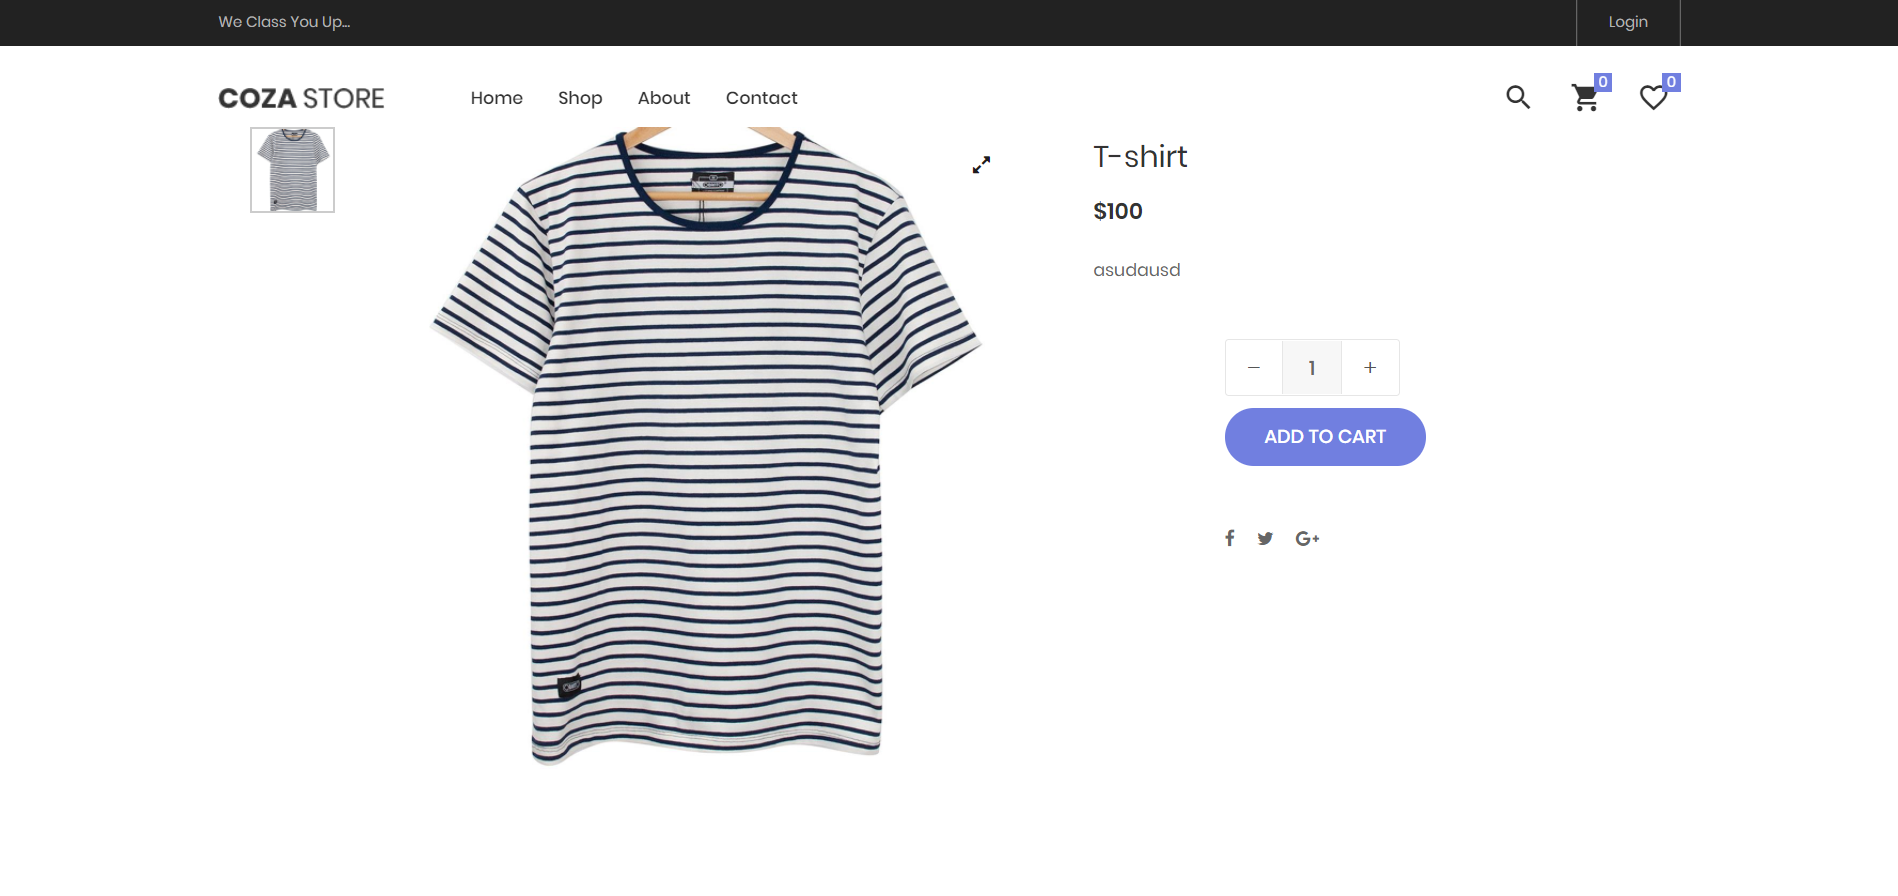 We Class You Up...
Login
COZA STORE
Home Shop About Contact
0
0
T-shirt
$100
asudausd
− 1 +
ADD TO CART
G+